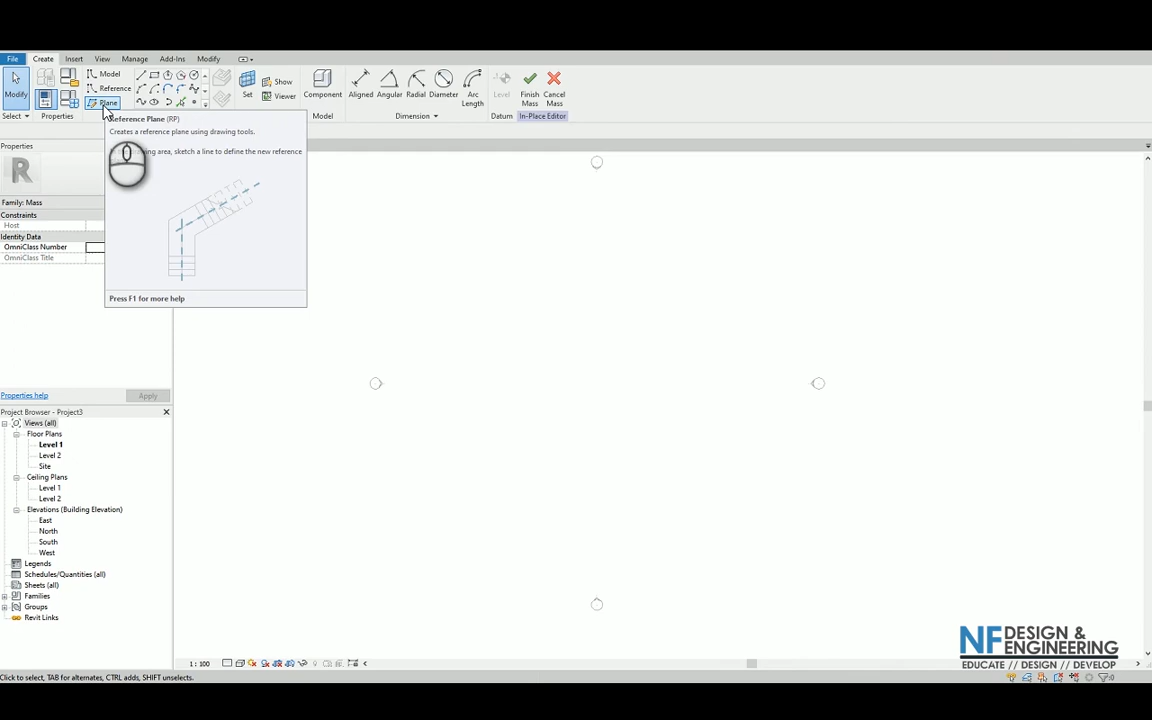 File Create Insert View Manage Add-Ins Modify
Model
Reference
Plane
Show
Viewer
Modify
Set
Component
Aligned Angular Radial Diameter Arc Length
Level
Finish Mass
Cancel Mass
Select Properties Model Dimension Datum In-Place Editor
Reference Plane (RP)
Creates a reference plane using drawing tools.
ing area, sketch a line to define the new reference
Press F1 for more help
Properties
R
Family: Mass
Constraints
Host
Identity Data
OmniClass Number
OmniClass Title
Properties help Apply
Project Browser - Project3
Views (all)
Floor Plans
Level 1
Level 2
Site
Ceiling Plans
Level 1
Level 2
Elevations (Building Elevation)
East
North
South
West
Legends
Schedules/Quantities (all)
Sheets (all)
Families
Groups
Revit Links
1 : 100
NF DESIGN & ENGINEERING
EDUCATE // DESIGN // DEVELOP
Click to select, TAB for alternates, CTRL adds, SHIFT unselects.
:0